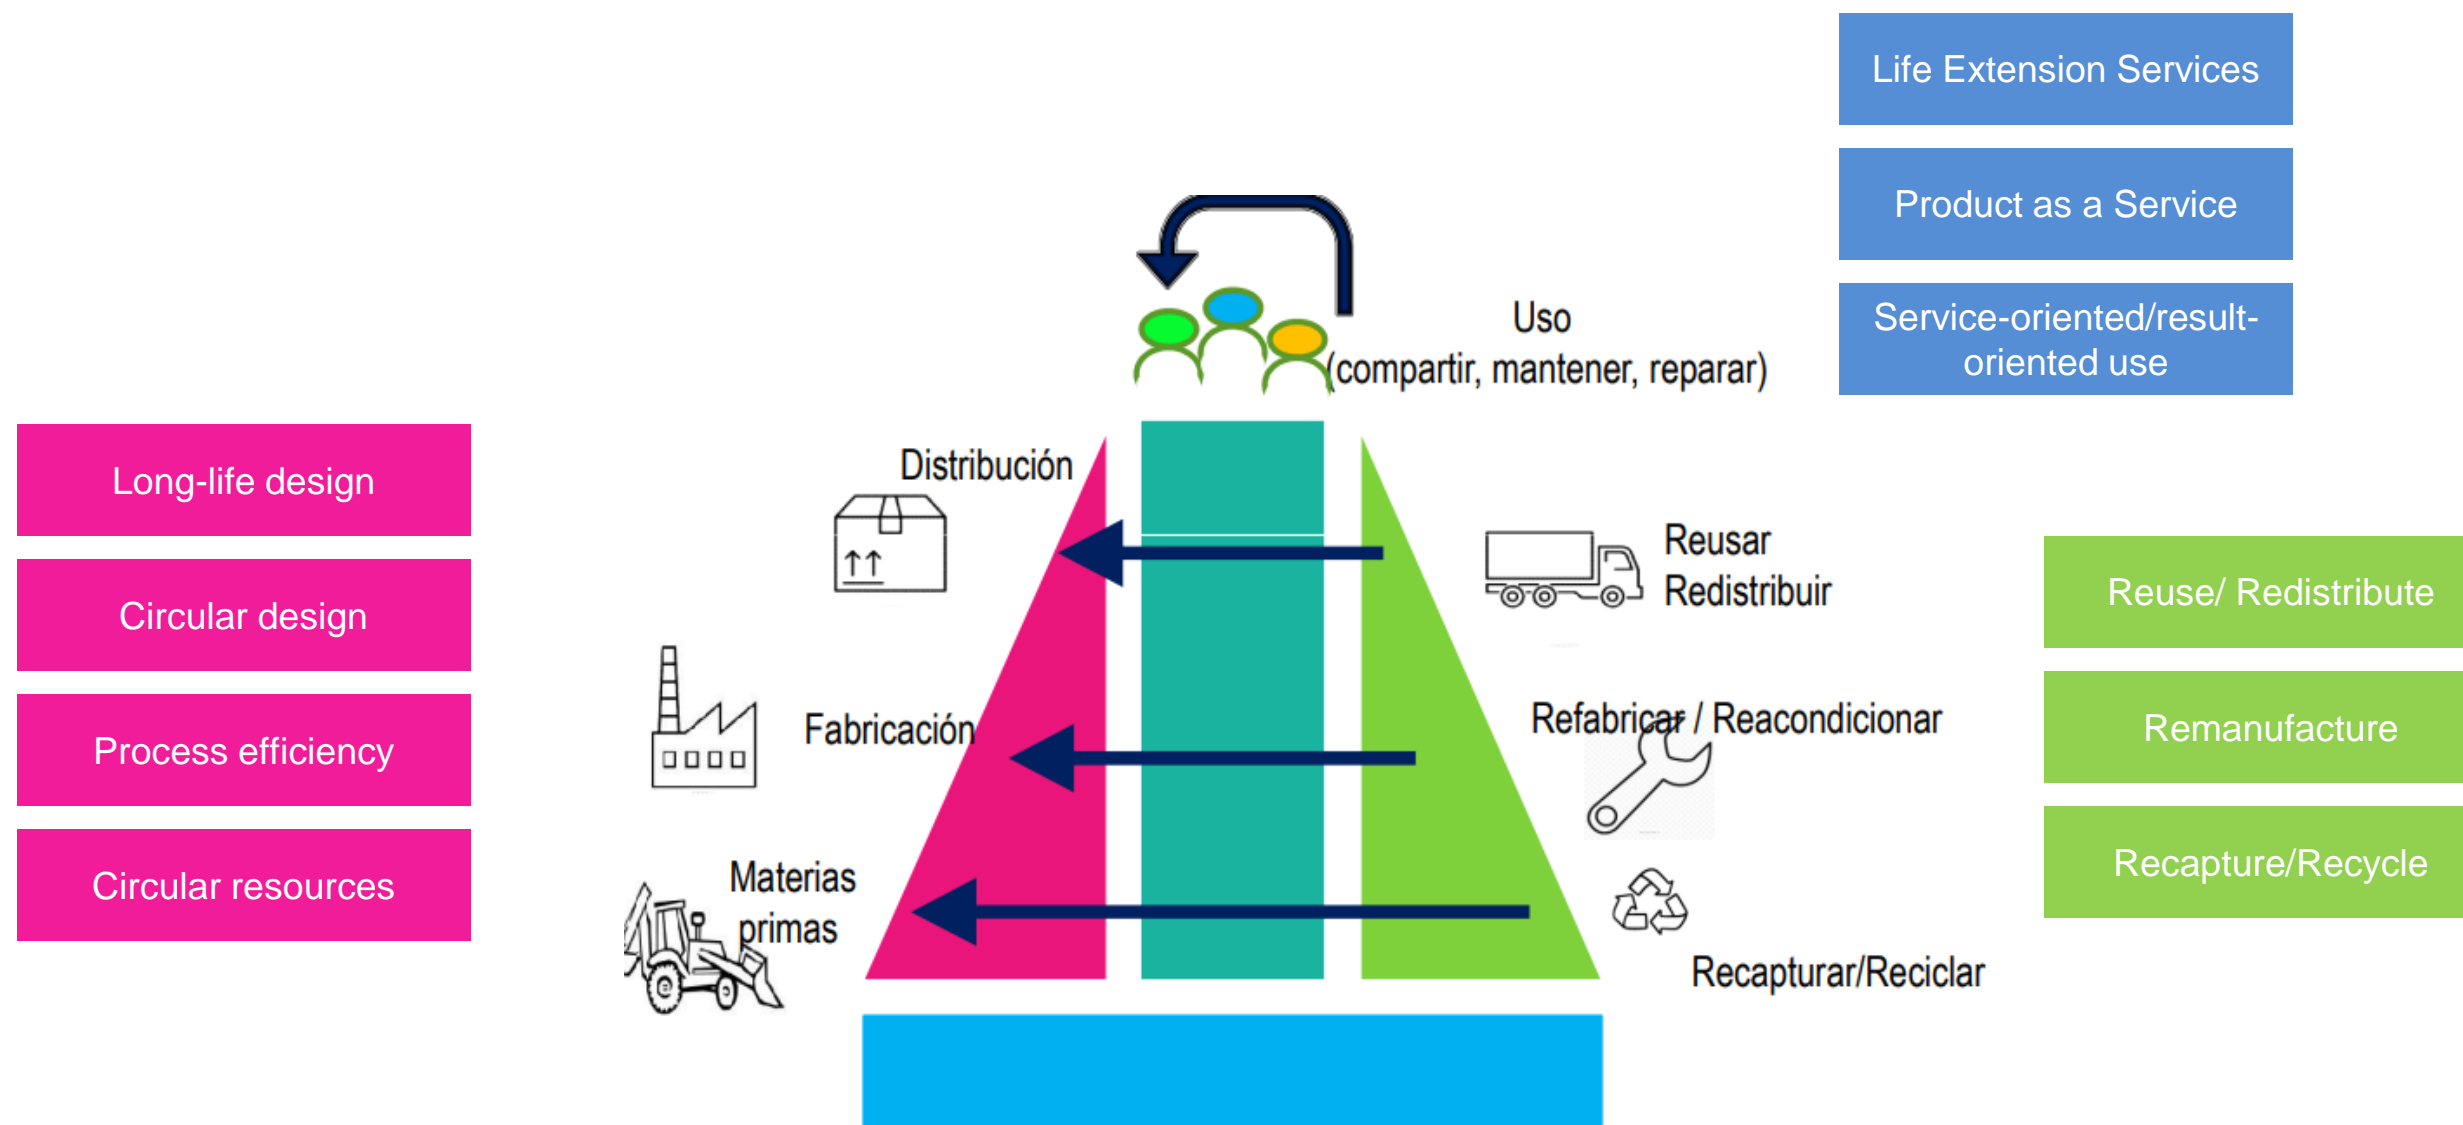 Life Extension Services
Product as a Service
Service-oriented/result-
oriented use
Uso
(compartir, mantener, reparar)
Long-life design
Circular design
Process efficiency
Circular resources
Distribución
Fabricación
Materias
primas
Reusar
Redistribuir
Refabricar / Reacondicionar
Recapturar/Reciclar
Reuse/ Redistribute
Remanufacture
Recapture/Recycle